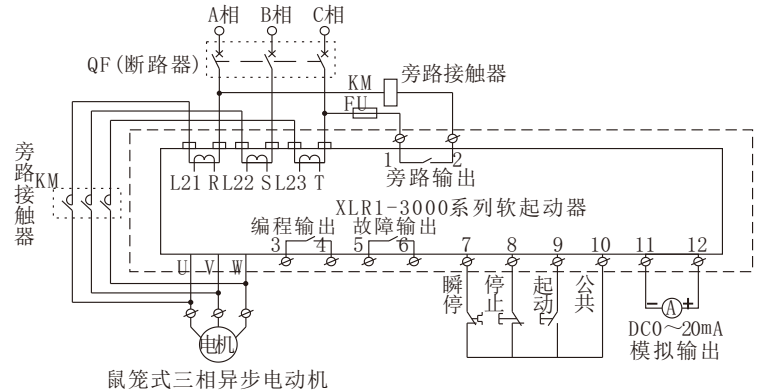 A相 B相 C相
QF(断路器)
KM 旁路接触器
FU
旁路接触器
KM
1 2
旁路输出
L21 R L22 S L23 T
XLR1-3000系列软起动器
编程输出 故障输出
3 4 5 6 7 8 9 10 11 12
U V W
瞬停 停止 起动 公共
- A +
DC0～20mA
模拟输出
电机
鼠笼式三相异步电动机